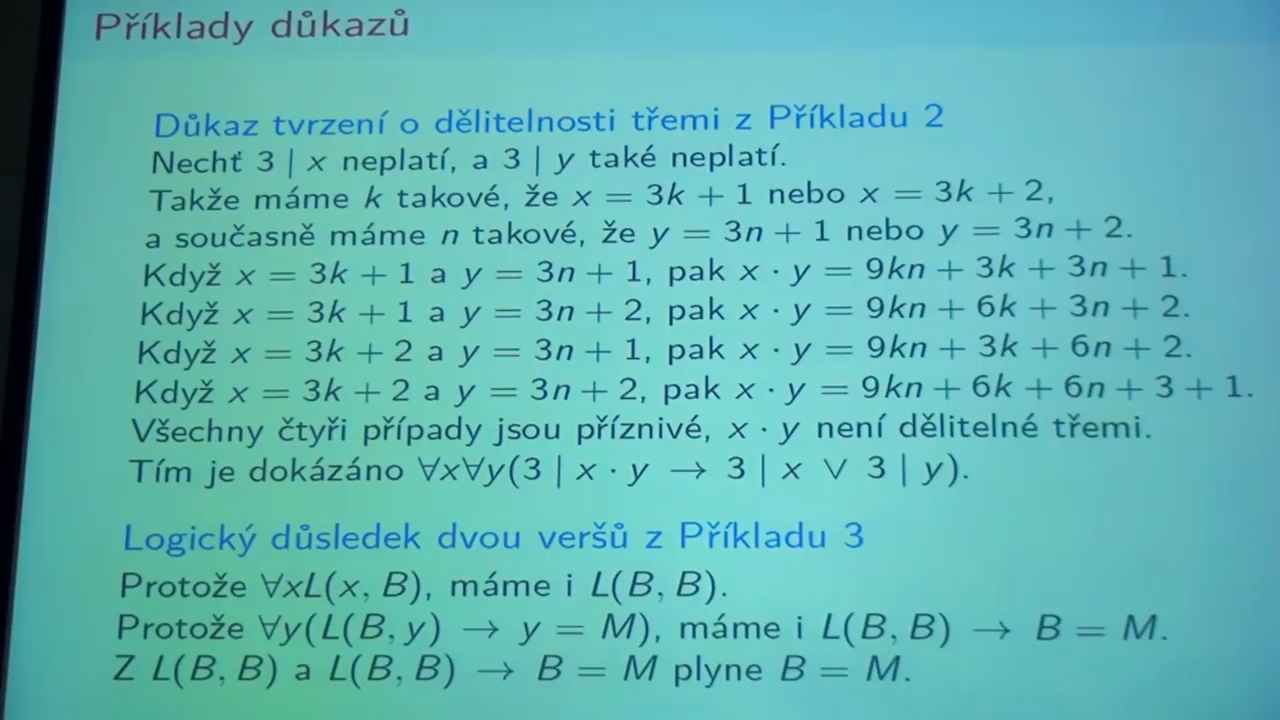 Příklady důkazů
Důkaz tvrzení o dělitelnosti třemi z Příkladu 2
Nechť 3 | x neplatí, a 3 | y také neplatí.
Takže máme k takové, že x = 3k + 1 nebo x = 3k + 2,
a současně máme n takové, že y = 3n + 1 nebo y = 3n + 2.
Když x = 3k + 1 a y = 3n + 1, pak x · y = 9kn + 3k + 3n + 1.
Když x = 3k + 1 a y = 3n + 2, pak x · y = 9kn + 6k + 3n + 2.
Když x = 3k + 2 a y = 3n + 1, pak x · y = 9kn + 3k + 6n + 2.
Když x = 3k + 2 a y = 3n + 2, pak x · y = 9kn + 6k + 6n + 3 + 1.
Všechny čtyři případy jsou příznivé, x · y není dělitelné třemi.
Tím je dokázáno ∀x∀y(3 | x · y → 3 | x ∨ 3 | y).
Logický důsledek dvou veršů z Příkladu 3
Protože ∀xL(x, B), máme i L(B, B).
Protože ∀y(L(B, y) → y = M), máme i L(B, B) → B = M.
Z L(B, B) a L(B, B) → B = M plyne B = M.